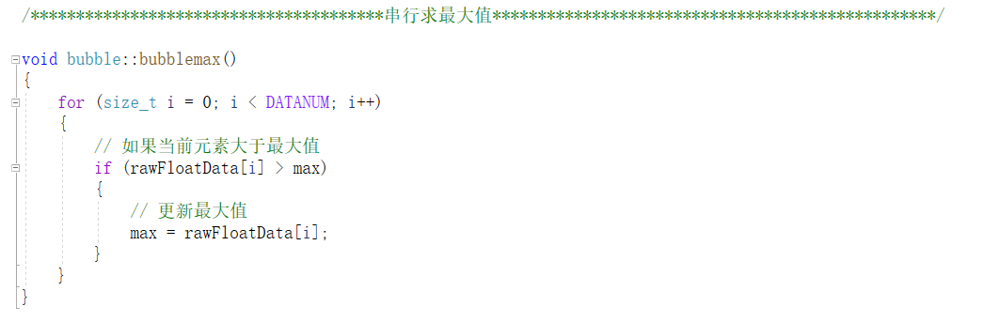 /***************************************串行求最大值*************************************************/
void bubble::bubblemax()
{
for (size_t i = 0; i < DATANUM; i++)
{
// 如果当前元素大于最大值
if (rawFloatData[i] > max)
{
// 更新最大值
max = rawFloatData[i];
}
}
}